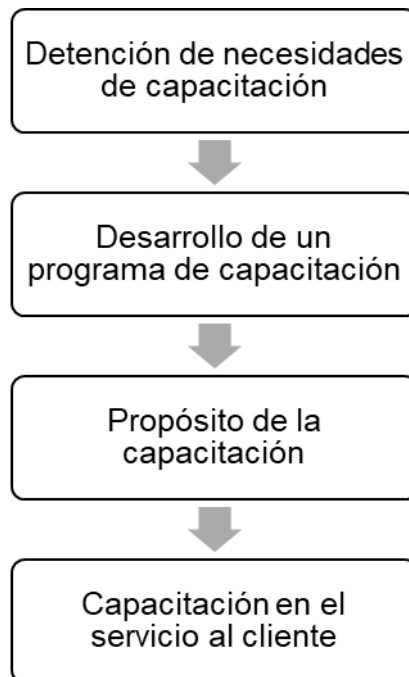 Detención de necesidades
de capacitación
Desarrollo de un
programa de capacitación
Propósito de la
capacitación
Capacitación en el
servicio al cliente